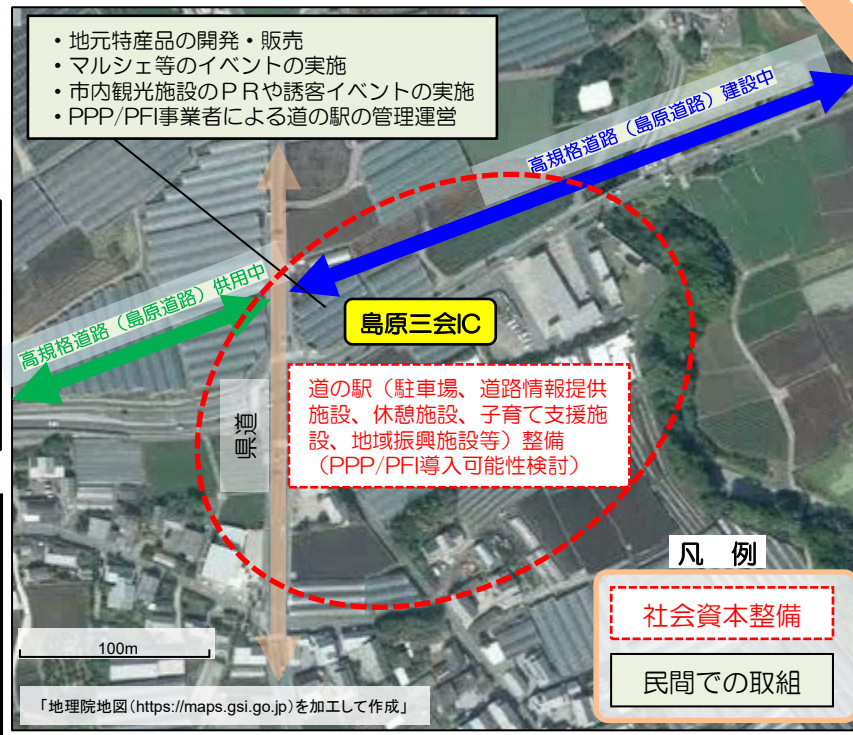 ・地元特産品の開発・販売
・マルシェ等のイベントの実施
・市内観光施設のＰＲや誘客イベントの実施
・PPP/PFI事業者による道の駅の管理運営
高規格道路（島原道路）建設中
高規格道路（島原道路）供用中
島原三会IC
道の駅（駐車場、道路情報提供
施設、休憩施設、子育て支援施
設、地域振興施設等）整備
（PPP/PFI導入可能性検討）
県道
凡　例
社会資本整備
民間での取組
100m
「地理院地図(https://maps.gsi.go.jp)を加工して作成」